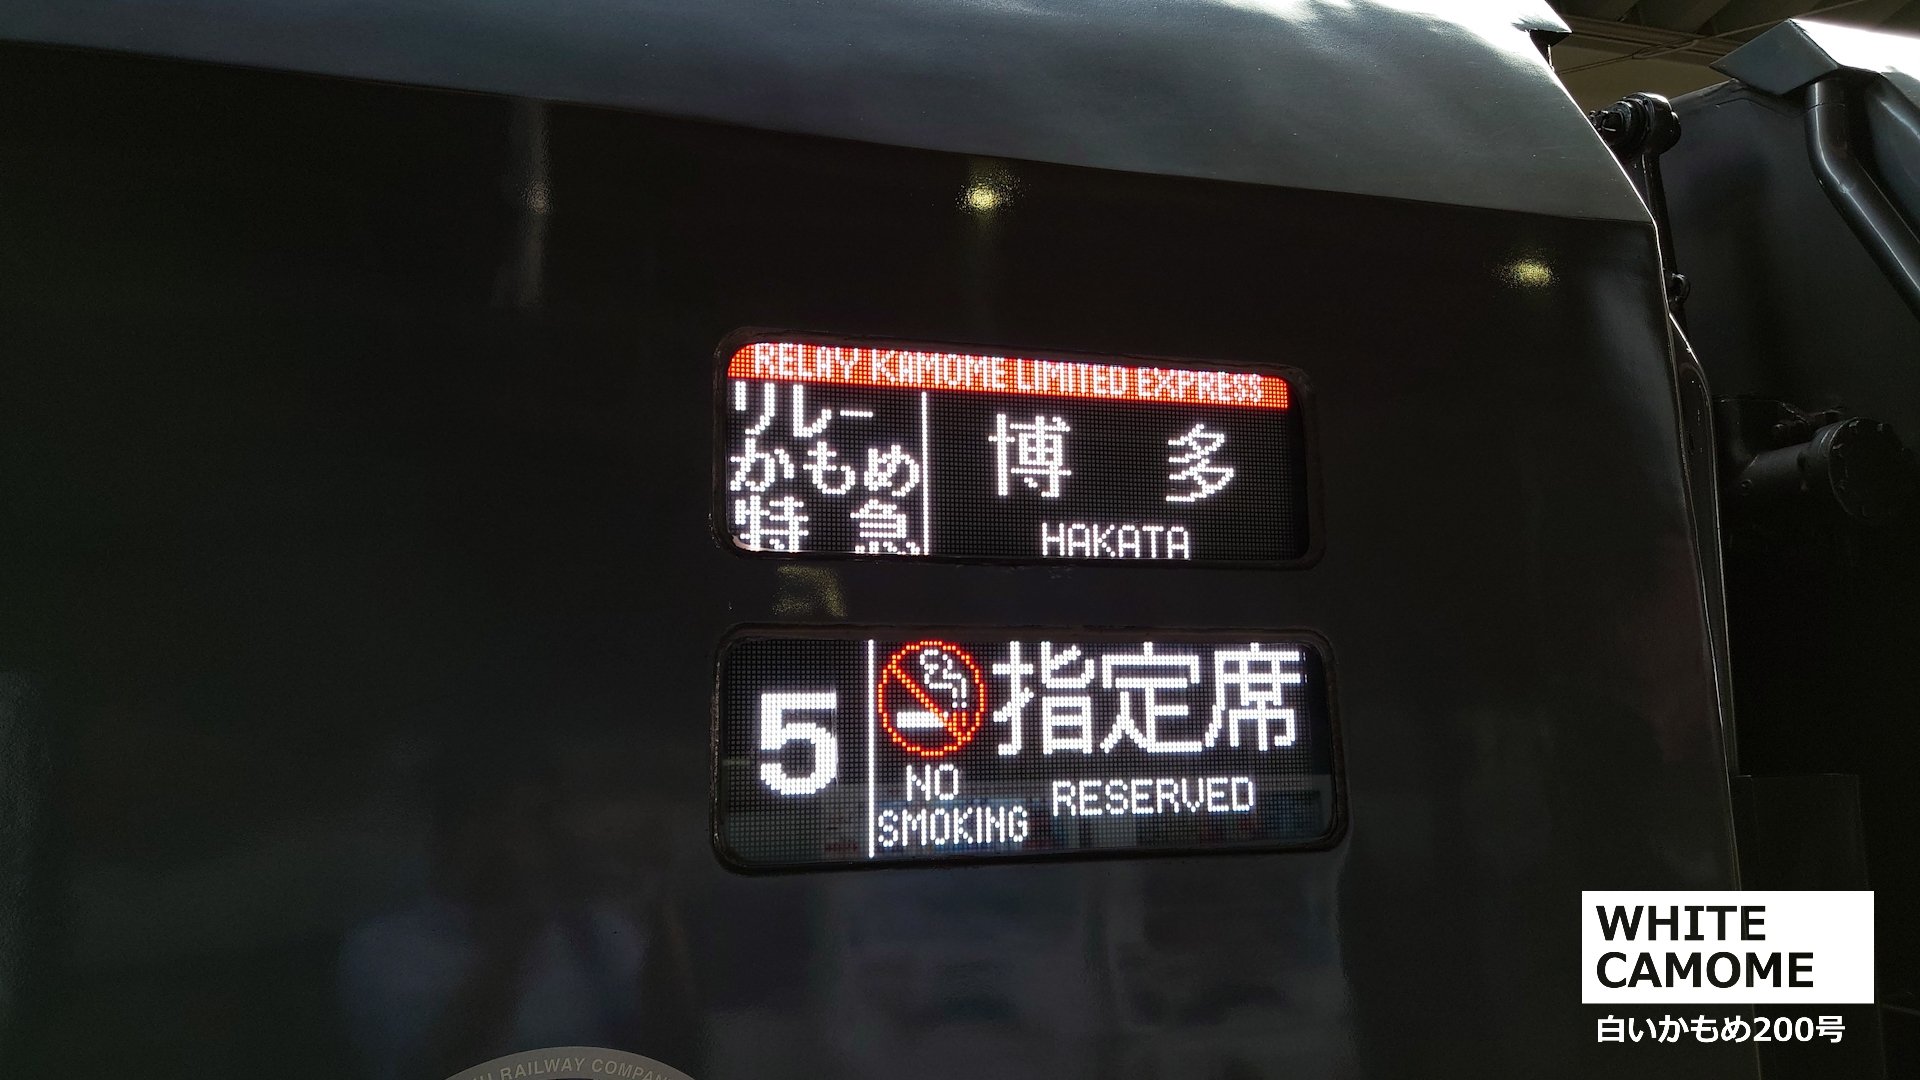 RELAY KAMOME LIMITED EXPRESS
リレー
かもめ
特急
博多
HAKATA
5
指定席
NO
SMOKING
RESERVED
WHITE
CAMOME
白いかもめ200号
RAILWAY